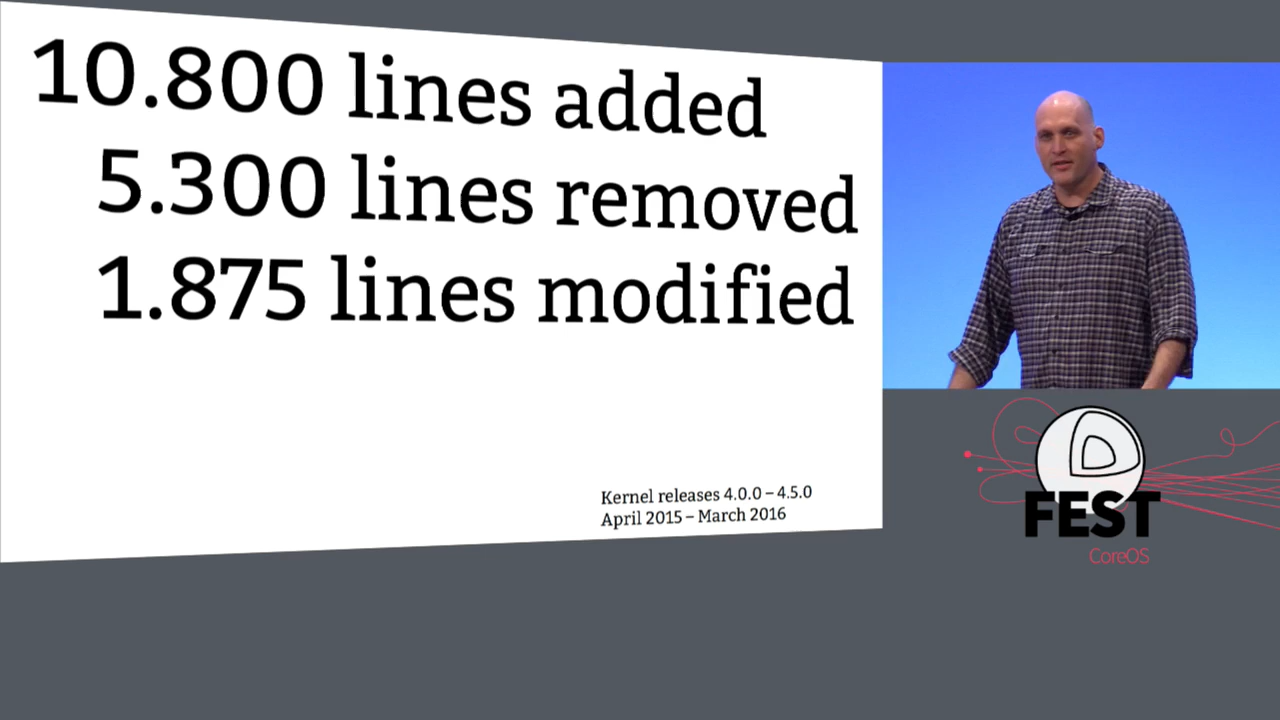 10.800 lines added
5.300 lines removed
1.875 lines modified
Kernel releases 4.0.0 – 4.5.0
April 2015 – March 2016
FEST
CoreOS